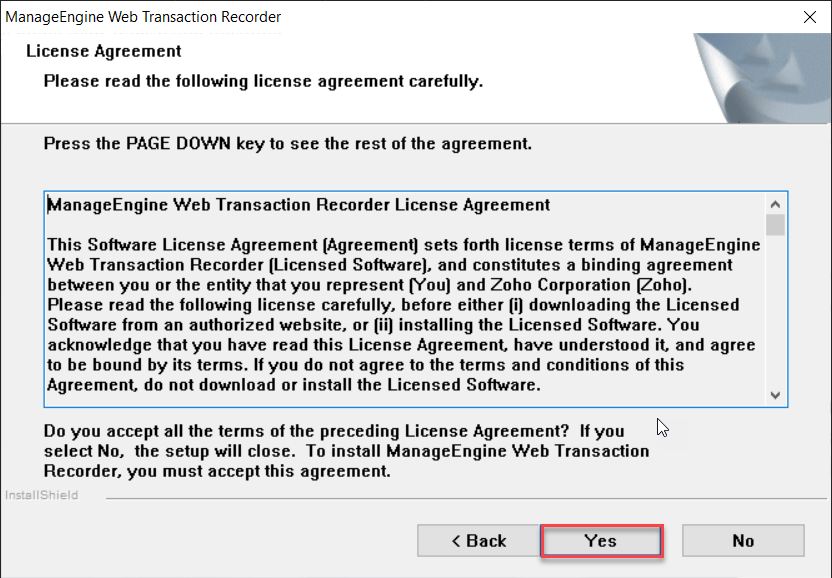 ManageEngine Web Transaction Recorder
License Agreement
Please read the following license agreement carefully.
Press the PAGE DOWN key to see the rest of the agreement.
ManageEngine Web Transaction Recorder License Agreement
This Software License Agreement (Agreement) sets forth license terms of ManageEngine
Web Transaction Recorder (Licensed Software), and constitutes a binding agreement
between you or the entity that you represent (You) and Zoho Corporation (Zoho).
Please read the following license carefully, before either (i) downloading the Licensed
Software from an authorized website, or (ii) installing the Licensed Software. You
acknowledge that you have read this License Agreement, have understood it, and agree
to be bound by its terms. If you do not agree to the terms and conditions of this
Agreement, do not download or install the Licensed Software.
Do you accept all the terms of the preceding License Agreement?  If you
select No,  the setup will close.  To install ManageEngine Web Transaction
Recorder, you must accept this agreement.
InstallShield
< Back
Yes
No